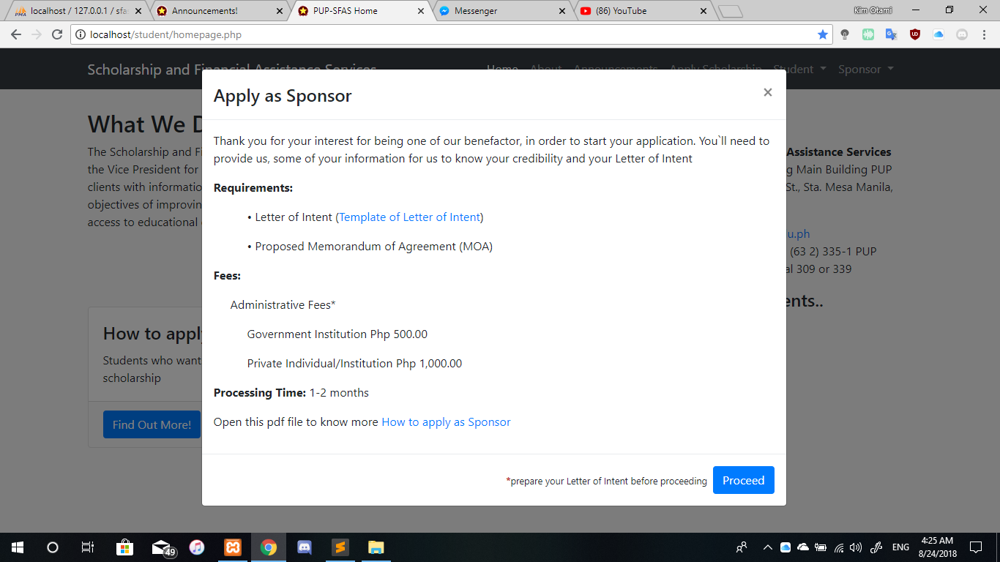 localhost / 127.0.0.1 / sfa
Announcements!
PUP-SFAS Home
Messenger
(86) YouTube
Kim Otami
localhost/student/homepage.php
Scholarship and Financial Assistance Services
Home About Announcements Apply Scholarship Student Sponsor
Apply as Sponsor
×
What We D
Thank you for your interest for being one of our benefactor, in order to start your application. You`ll need to
provide us, some of your information for us to know your credibility and your Letter of Intent
The Scholarship and Fi
the Vice President for
clients with informatio
objectives of improvin
access to educational
Assistance Services
g Main Building PUP
St., Sta. Mesa Manila,
u.ph
(63 2) 335-1 PUP
al 309 or 339
ents..
Requirements:
• Letter of Intent (Template of Letter of Intent)
• Proposed Memorandum of Agreement (MOA)
Fees:
Administrative Fees*
Government Institution Php 500.00
Private Individual/Institution Php 1,000.00
Processing Time: 1-2 months
Open this pdf file to know more How to apply as Sponsor
How to apply
Students who want
scholarship
Find Out More!
*prepare your Letter of Intent before proceeding
Proceed
49
ENG
4:25 AM
8/24/2018